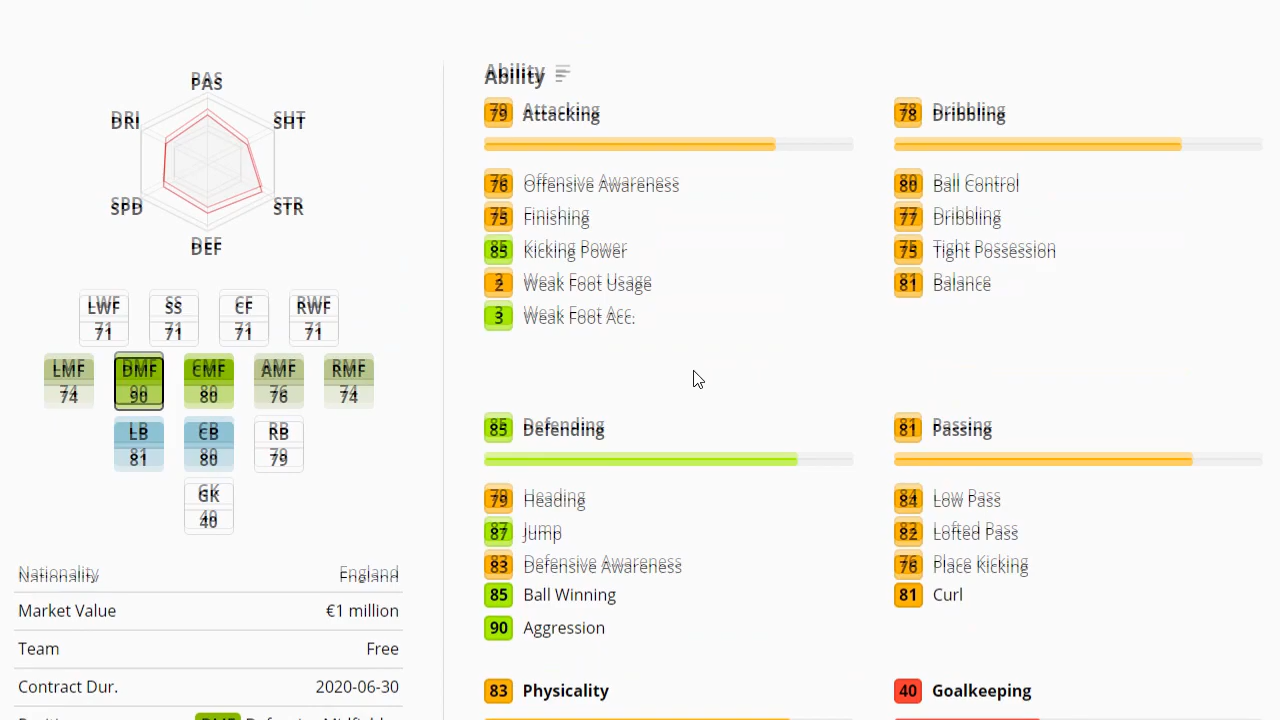 PAS
DRI SHT
SPD STR
DEF
LWF SS CF RWF
71 71 71 71
LMF DMF CMF AMF RMF
74 90 80 76 74
LB CB RB
81 80 79
GK
40
Nationality England
Market Value €1 million
Team Free
Contract Dur. 2020-06-30
Ability
79 Attacking
76 Offensive Awareness
75 Finishing
85 Kicking Power
2 Weak Foot Usage
3 Weak Foot Acc.
78 Dribbling
80 Ball Control
77 Dribbling
75 Tight Possession
81 Balance
85 Defending
79 Heading
87 Jump
83 Defensive Awareness
85 Ball Winning
90 Aggression
81 Passing
84 Low Pass
82 Lofted Pass
76 Place Kicking
81 Curl
83 Physicality
40 Goalkeeping